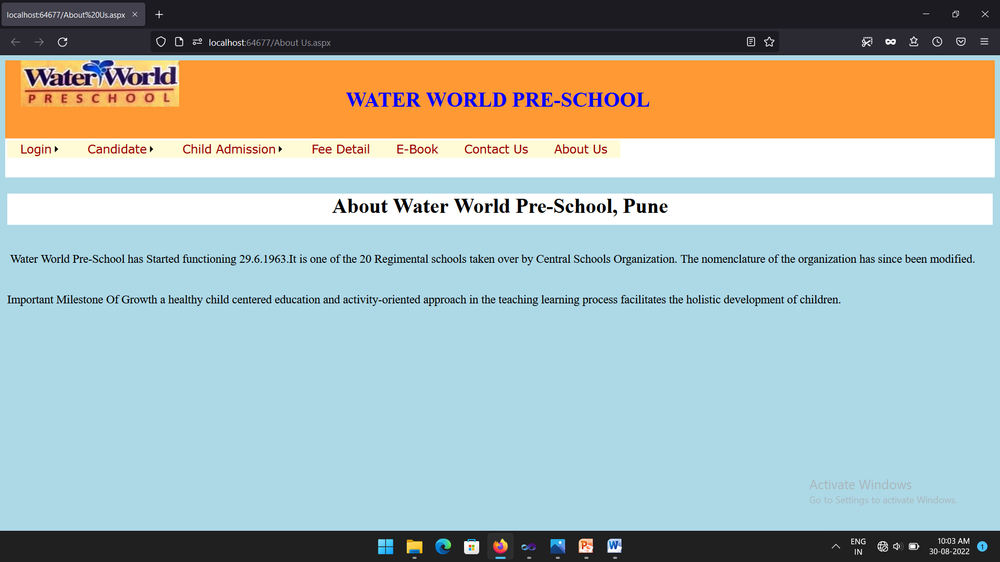 localhost:64677/About%20Us.aspx
localhost:64677/About Us.aspx
Water World
PRESCHOOL
WATER WORLD PRE-SCHOOL
Login Candidate Child Admission Fee Detail E-Book Contact Us About Us
About Water World Pre-School, Pune
Water World Pre-School has Started functioning 29.6.1963.It is one of the 20 Regimental schools taken over by Central Schools Organization. The nomenclature of the organization has since been modified.
Important Milestone Of Growth a healthy child centered education and activity-oriented approach in the teaching learning process facilitates the holistic development of children.
Activate Windows
Go to Settings to activate Windows.
ENG
IN
10:03 AM
30-08-2022
1